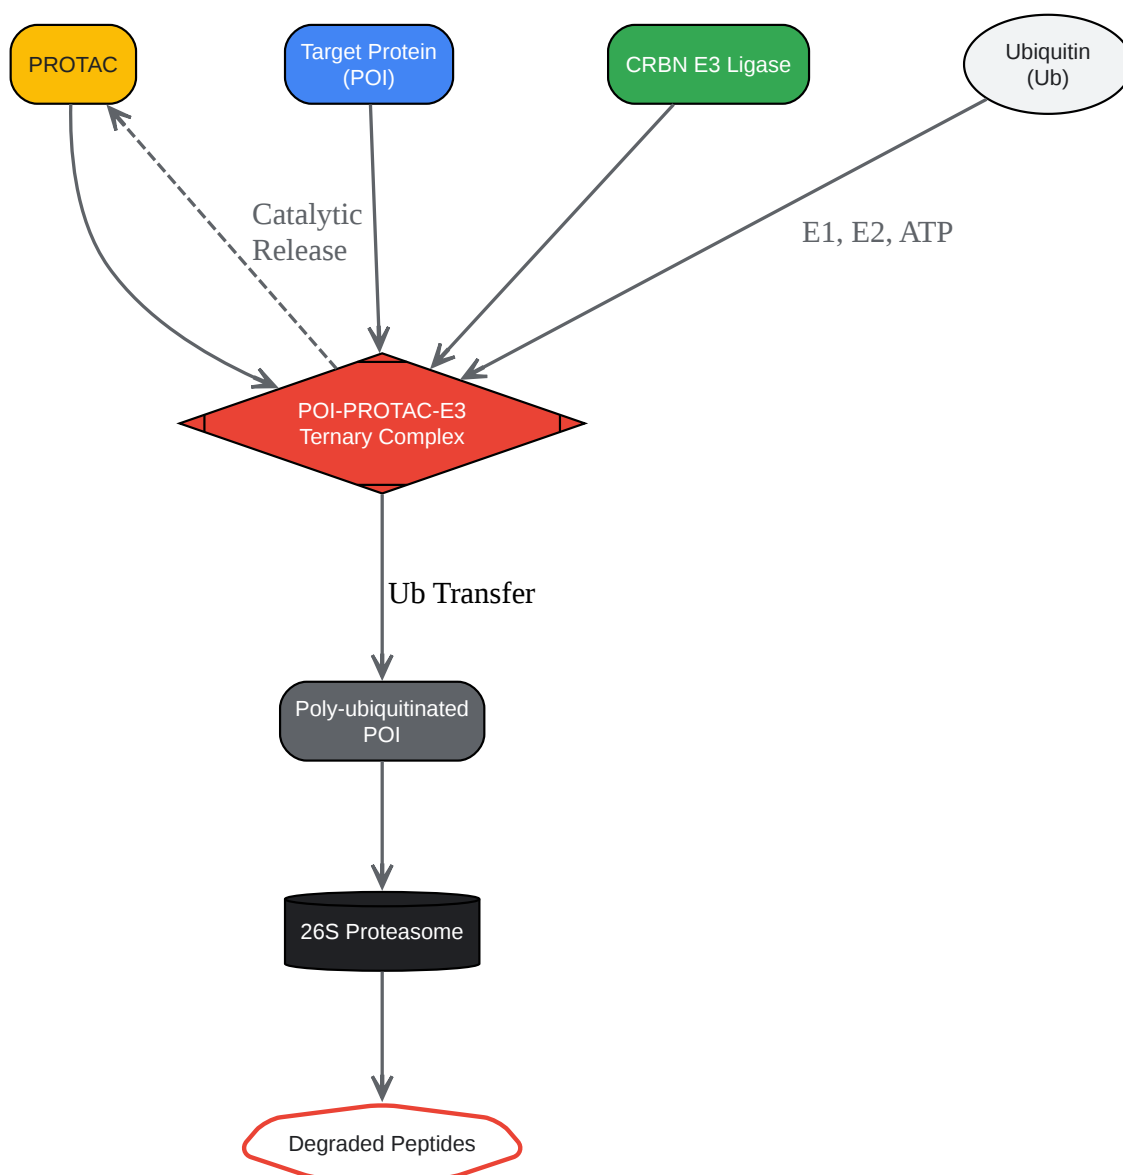 PROTAC
Target Protein
(POI)
CRBN E3 Ligase
Ubiquitin
(Ub)
Catalytic
Release
E1, E2, ATP
POI-PROTAC-E3
Ternary Complex
Ub Transfer
Poly-ubiquitinated
POI
26S Proteasome
Degraded Peptides